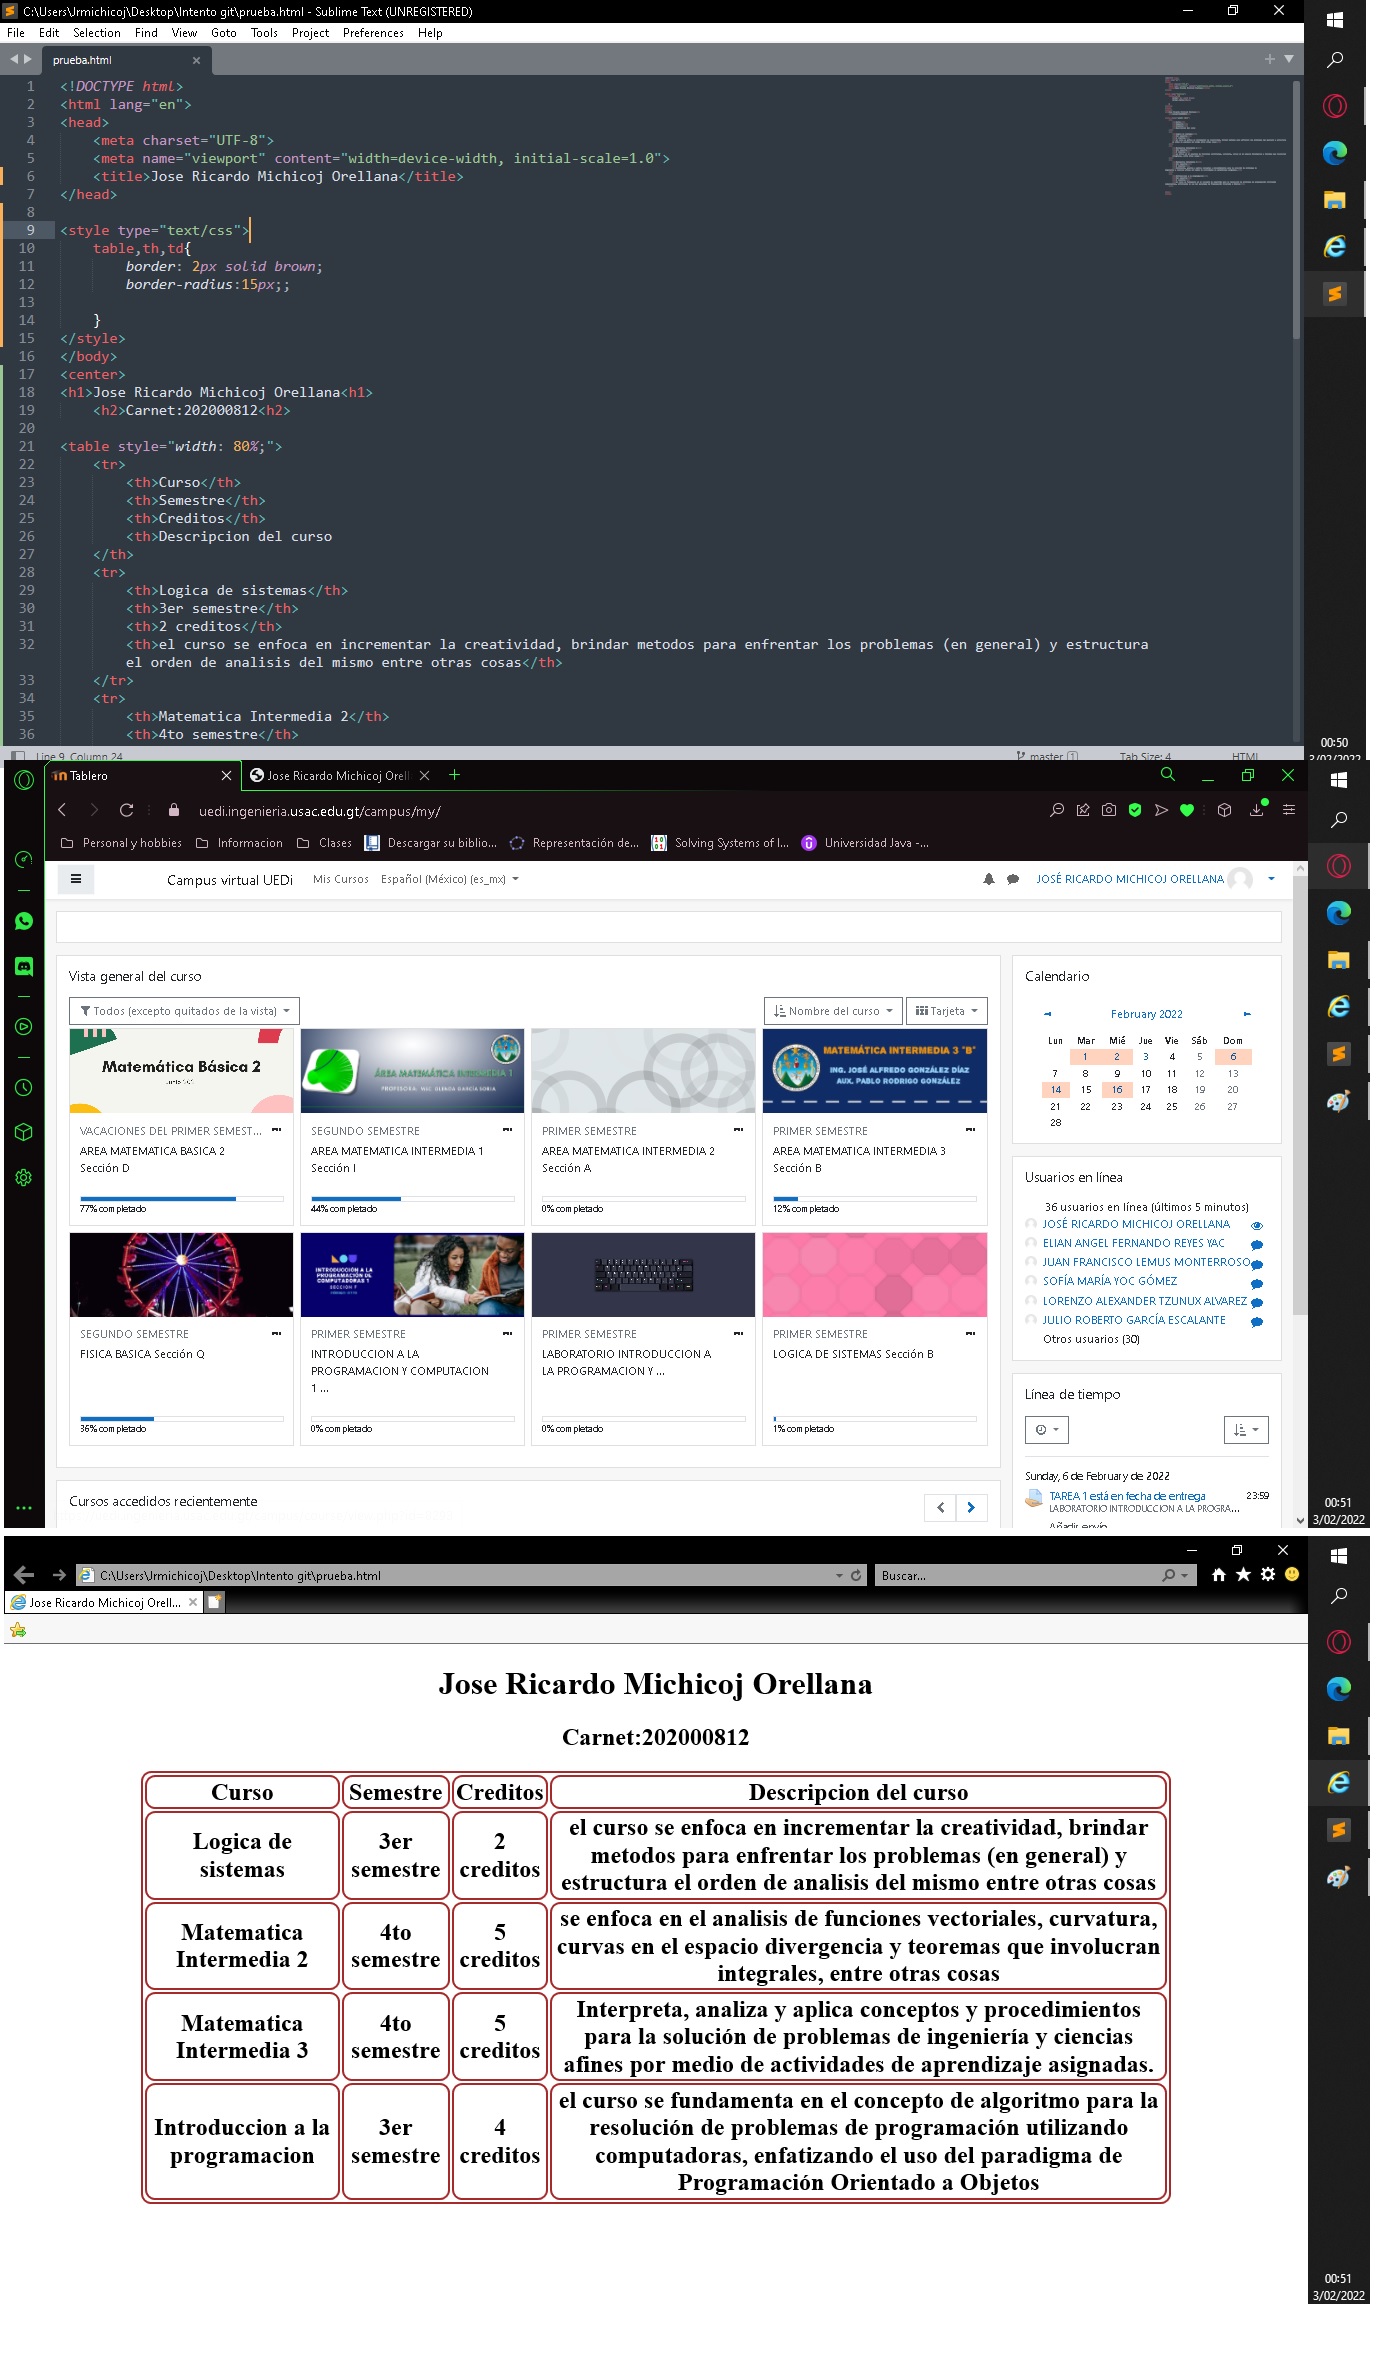 C:\Users\Jrmichicoj\Desktop\Intento git\prueba.html - Sublime Text (UNREGISTERED)
File Edit Selection Find View Goto Tools Project Preferences Help
prueba.html
1 <!DOCTYPE html>
2 <html lang="en">
3 <head>
4 <meta charset="UTF-8">
5 <meta name="viewport" content="width=device-width, initial-scale=1.0">
6 <title>Jose Ricardo Michicoj Orellana</title>
7 </head>
8
9 <style type="text/css">
10 table,th,td{
11 border: 2px solid brown;
12 border-radius:15px;;
13
14 }
15 </style>
16 </body>
17 <center>
18 <h1>Jose Ricardo Michicoj Orellana<h1>
19 <h2>Carnet:202000812<h2>
20
21 <table style="width: 80%;">
22 <tr>
23 <th>Curso</th>
24 <th>Semestre</th>
25 <th>Creditos</th>
26 <th>Descripcion del curso
27 </th>
28 <tr>
29 <th>Logica de sistemas</th>
30 <th>3er semestre</th>
31 <th>2 creditos</th>
32 <th>el curso se enfoca en incrementar la creatividad, brindar metodos para enfrentar los problemas (en general) y estructura
el orden de analisis del mismo entre otras cosas</th>
33 </tr>
34 <tr>
35 <th>Matematica Intermedia 2</th>
36 <th>4to semestre</th>
Line 9, Column 24 master 1 Tab Size: 4 HTML
00:50
3/02/2022
Tablero Jose Ricardo Michicoj Orell
uedi.ingenieria.usac.edu.gt/campus/my/
Personal y hobbies Informacion Clases Descargar su biblio... Representación de... Solving Systems of l... Universidad Java -...
Campus virtual UEDi Mis Cursos Español (México) (es_mx) JOSÉ RICARDO MICHICOJ ORELLANA
Vista general del curso
Todos (excepto quitados de la vista) Nombre del curso Tarjeta
Matemática Básica 2
ÁREA MATEMÁTICA INTERMEDIA 1
MATEMÁTICA INTERMEDIA 3 "B"
ING. JOSÉ ALFREDO GONZÁLEZ DÍAZ
AUX. PABLO RODRIGO GONZÁLEZ
VACACIONES DEL PRIMER SEMEST...
AREA MATEMATICA BASICA 2
Sección D
77% completado
SEGUNDO SEMESTRE
AREA MATEMATICA INTERMEDIA 1
Sección I
44% completado
PRIMER SEMESTRE
AREA MATEMATICA INTERMEDIA 2
Sección A
0% completado
PRIMER SEMESTRE
AREA MATEMATICA INTERMEDIA 3
Sección B
12% completado
INTRODUCCIÓN A LA
PROGRAMACIÓN DE
COMPUTADORAS 1
SEGUNDO SEMESTRE
FISICA BASICA Sección Q
36% completado
PRIMER SEMESTRE
INTRODUCCION A LA
PROGRAMACION Y COMPUTACION
1 ...
0% completado
PRIMER SEMESTRE
LABORATORIO INTRODUCCION A
LA PROGRAMACION Y ...
0% completado
PRIMER SEMESTRE
LOGICA DE SISTEMAS Sección B
1% completado
Cursos accedidos recientemente
Calendario
February 2022
Lun Mar Mié Jue Vie Sáb Dom
1 2 3 4 5 6
7 8 9 10 11 12 13
14 15 16 17 18 19 20
21 22 23 24 25 26 27
28
Usuarios en línea
36 usuarios en línea (últimos 5 minutos)
JOSÉ RICARDO MICHICOJ ORELLANA
ELIAN ANGEL FERNANDO REYES YAC
JUAN FRANCISCO LEMUS MONTERROSO
SOFÍA MARÍA YOC GÓMEZ
LORENZO ALEXANDER TZUNUX ALVAREZ
JULIO ROBERTO GARCÍA ESCALANTE
Otros usuarios (30)
Línea de tiempo
Sunday, 6 de February de 2022
TAREA 1 está en fecha de entrega 23:59
LABORATORIO INTRODUCCION A LA PROGRA...
Añadir envío
00:51
3/02/2022
C:\Users\Jrmichicoj\Desktop\Intento git\prueba.html Buscar...
Jose Ricardo Michicoj Orell...
Jose Ricardo Michicoj Orellana
Carnet:202000812
Curso Semestre Creditos Descripcion del curso
Logica de sistemas 3er semestre 2 creditos
el curso se enfoca en incrementar la creatividad, brindar
metodos para enfrentar los problemas (en general) y
estructura el orden de analisis del mismo entre otras cosas
Matematica Intermedia 2 4to semestre 5 creditos
se enfoca en el analisis de funciones vectoriales, curvatura,
curvas en el espacio divergencia y teoremas que involucran
integrales, entre otras cosas
Matematica Intermedia 3 4to semestre 5 creditos
Interpreta, analiza y aplica conceptos y procedimientos
para la solución de problemas de ingeniería y ciencias
afines por medio de actividades de aprendizaje asignadas.
Introduccion a la programacion 3er semestre 4 creditos
el curso se fundamenta en el concepto de algoritmo para la
resolución de problemas de programación utilizando
computadoras, enfatizando el uso del paradigma de
Programación Orientado a Objetos
00:51
3/02/2022